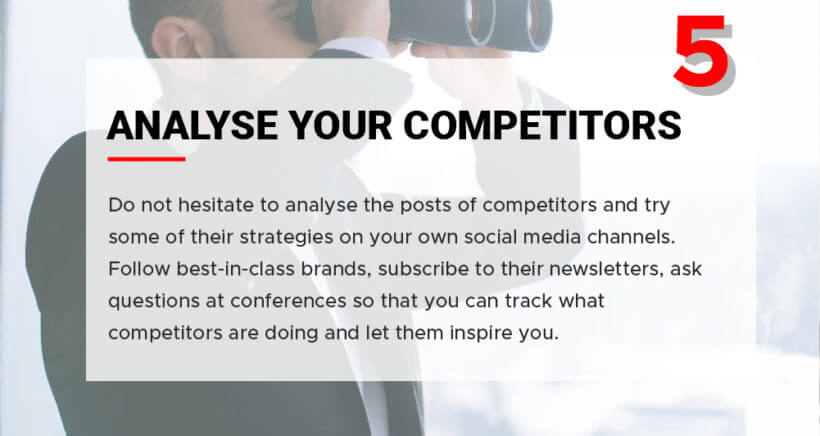 5
ANALYSE YOUR COMPETITORS
Do not hesitate to analyse the posts of competitors and try
some of their strategies on your own social media channels.
Follow best-in-class brands, subscribe to their newsletters, ask
questions at conferences so that you can track what
competitors are doing and let them inspire you.